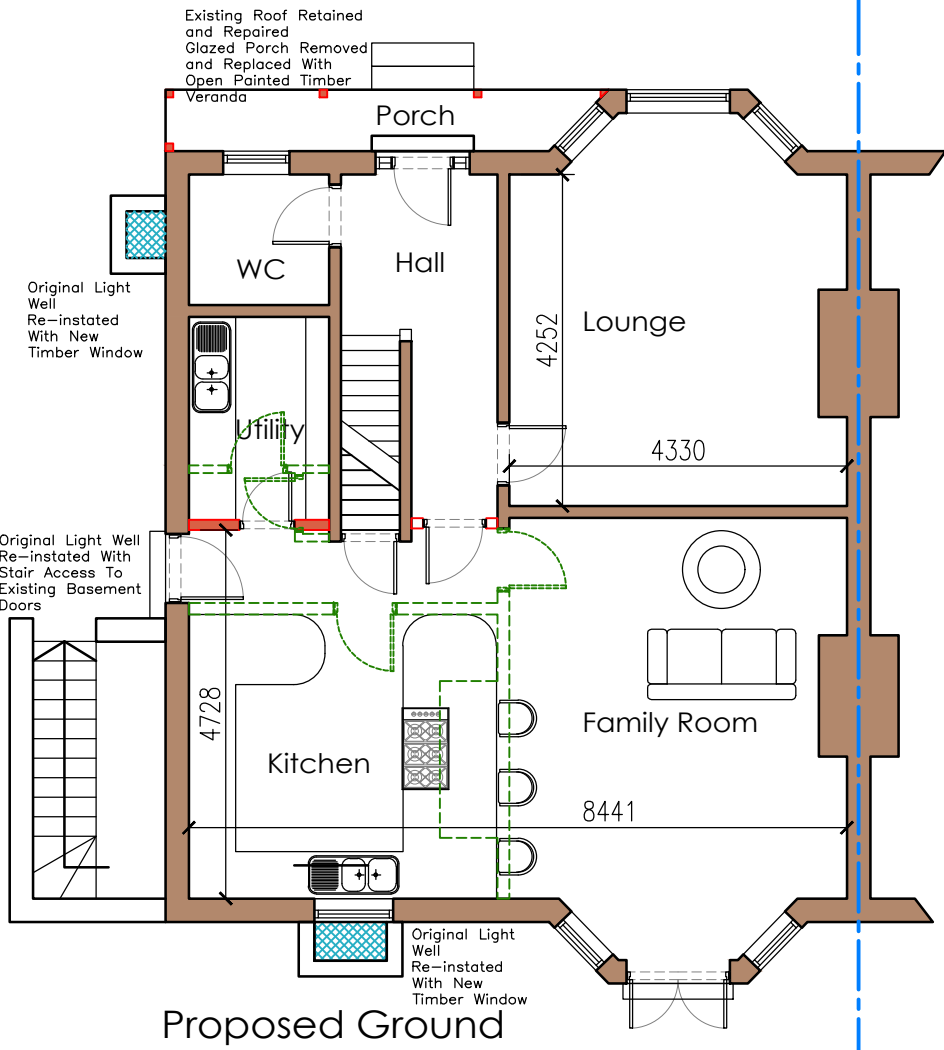 Existing Roof Retained
and Repaired
Glazed Porch Removed
and Replaced With
Open Painted Timber
Veranda
Porch
WC
Hall
Original Light
Well
Re-instated
With New
Timber Window
Lounge
4252
Utility
4330
Original Light Well
Re-instated With
Stair Access To
Existing Basement
Doors
4728
Family Room
Kitchen
8441
Original Light
Well
Re-instated
With New
Timber Window
Proposed Ground